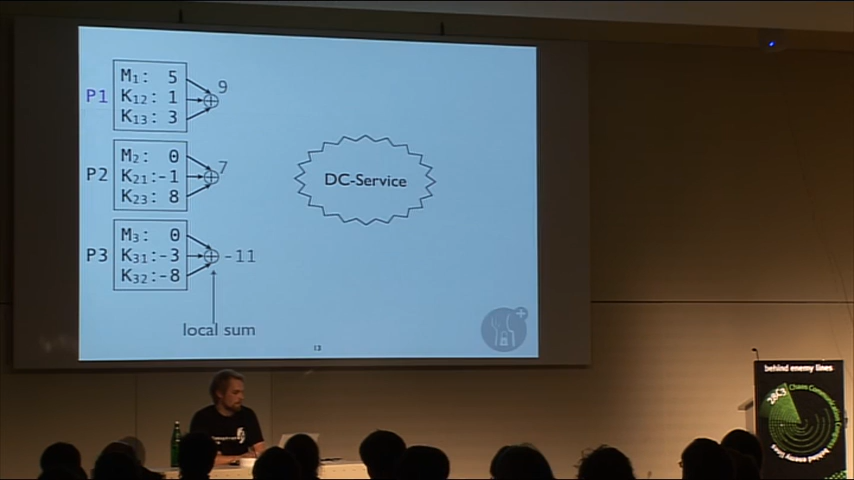 M₁: 5
P1 K₁₂: 1 ⊕ 9
K₁₃: 3
M₂: 0
P2 K₂₁:-1 ⊕ 7
K₂₃: 8
M₃: 0
P3 K₃₁:-3 ⊕ -11
K₃₂:-8
DC-Service
local sum
13
behind enemy lines
28C3